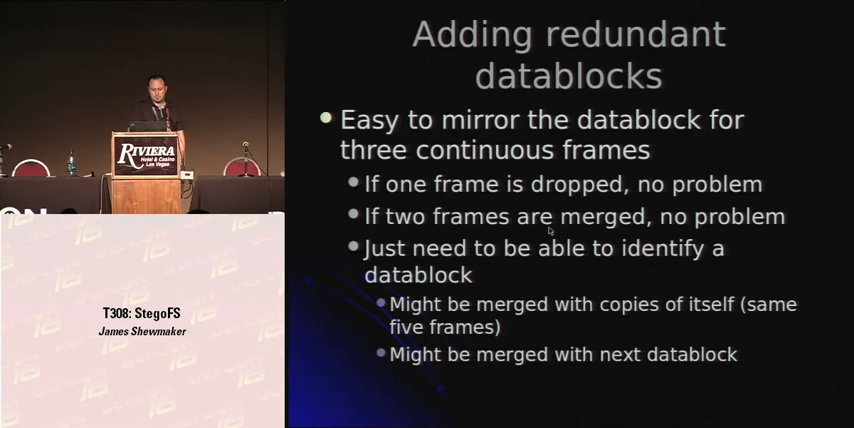 Adding redundant
datablocks
Easy to mirror the datablock for
three continuous frames
If one frame is dropped, no problem
If two frames are merged, no problem
Just need to be able to identify a
datablock
Might be merged with copies of itself (same
five frames)
Might be merged with next datablock
RIVIERA
Hotel & Casino
Las Vegas
T308: StegoFS
James Shewmaker